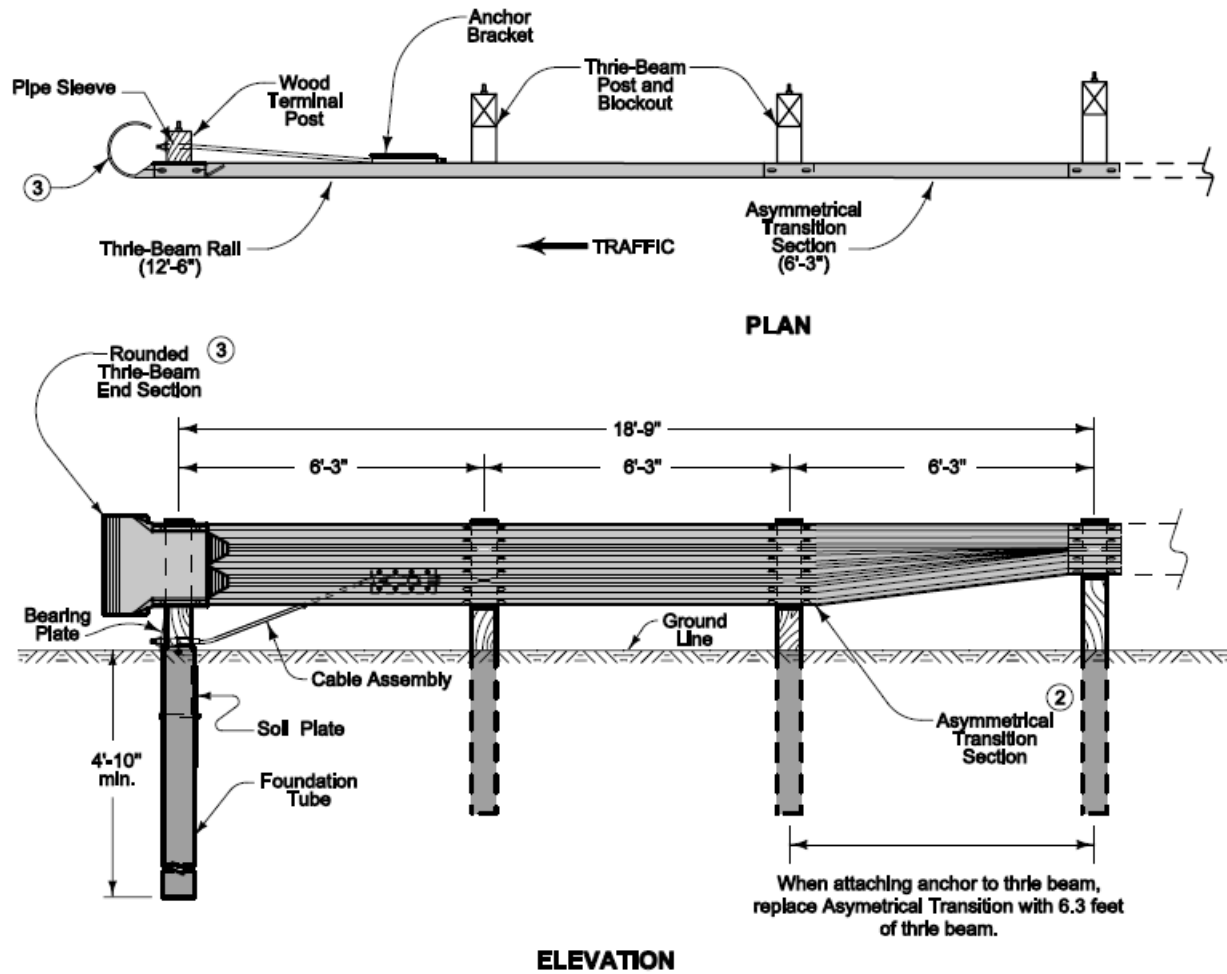 Anchor
Bracket
Pipe Sleeve
Wood
Terminal
Post
Thrie-Beam
Post and
Blockout
3
Thrie-Beam Rail
(12'-6")
TRAFFIC
Asymmetrical
Transition
Section
(6'-3")
PLAN
Rounded
Thrie-Beam
End Section
3
18'-9"
6'-3"
6'-3"
6'-3"
Bearing
Plate
Ground
Line
Cable Assembly
2
Asymmetrical
Transition
Section
Soil Plate
4'-10"
min.
Foundation
Tube
When attaching anchor to thrie beam,
replace Asymetrical Transition with 6.3 feet
of thrie beam.
ELEVATION